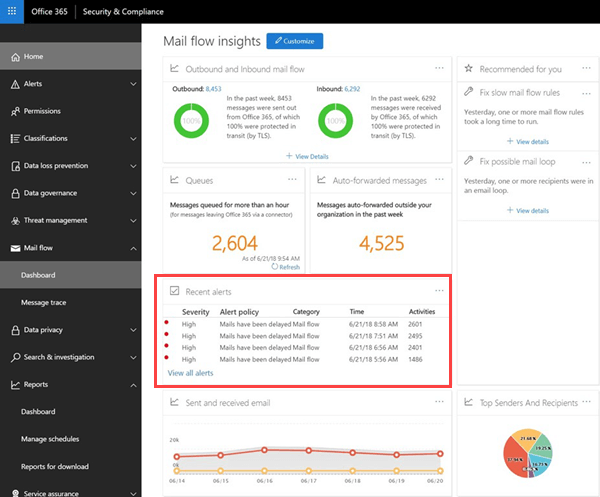 Office 365 Security & Compliance
Home
Alerts
Permissions
Classifications
Data loss prevention
Data governance
Threat management
Mail flow
Dashboard
Message trace
Data privacy
Search & investigation
Reports
Dashboard
Manage schedules
Reports for download
Service assurance
Mail flow insights Customize
Outbound and Inbound mail flow
Outbound: 8,453
100%
In the past week, 8453
messages were sent out
from Office 365, of which
100% were protected in
transit (by TLS).
Inbound: 6,292
100%
In the past week, 6292
messages were received
by Office 365, of which
100% were protected in
transit (by TLS).
View Details
Queues
Messages queued for more than an hour
(for messages leaving Office 365 via a connector)
2,604
As of 6/21/18 9:54 AM
Refresh
Auto-forwarded messages
Messages auto-forwarded outside your
organization in the past week
4,525
Recent alerts
Severity Alert policy Category Time Activities
High Mails have been delayed Mail flow 6/21/18 8:58 AM 2601
High Mails have been delayed Mail flow 6/21/18 7:51 AM 2495
High Mails have been delayed Mail flow 6/21/18 6:56 AM 2401
High Mails have been delayed Mail flow 6/21/18 5:56 AM 1486
View all alerts
Sent and received email
20k
0k
06/14 06/15 06/16 06/17 06/18 06/19 06/20
Recommended for you
Fix slow mail flow rules
Yesterday, one or more mail flow rules
took a long time to run.
View details
Fix possible mail loop
Yesterday, one or more recipients were in
an email loop.
View details
Top Senders And Recipients
21.68 %
19.25 %
16.73 %
37.94 %